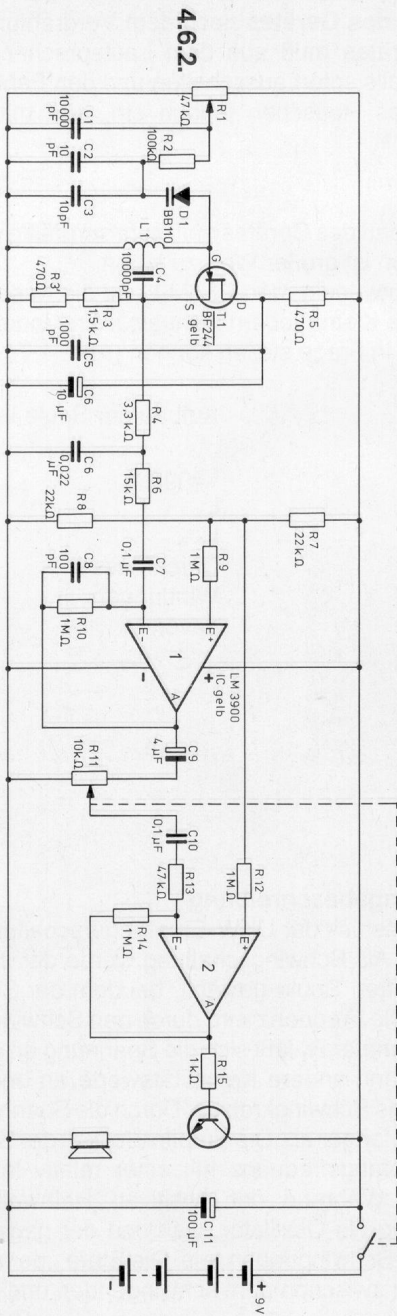 4.6.2.
R1
47kΩ
R2
100kΩ
C1
10000
pF
C2
10
pF
C3
10pF
D1
BB110
L1
C4
10000pF
G
D
S
T1
BF244
gelb
R5
470Ω
R3
1,5kΩ
R3'
470Ω
C5
1000
pF
C6
10 µF
R4
3,3kΩ
C6
0,022
µF
R6
15kΩ
R7
22kΩ
R8
22kΩ
C7
0,1µF
R9
1MΩ
C8
100
pF
R10
1MΩ
E+
E-
1
A
+
-
LM 3900
IC gelb
C9
4µF
R11
10kΩ
C10
0,1µF
R13
47kΩ
R12
1MΩ
R14
1MΩ
E+
E-
2
A
R15
1kΩ
C11
100µF
+ 9V
-